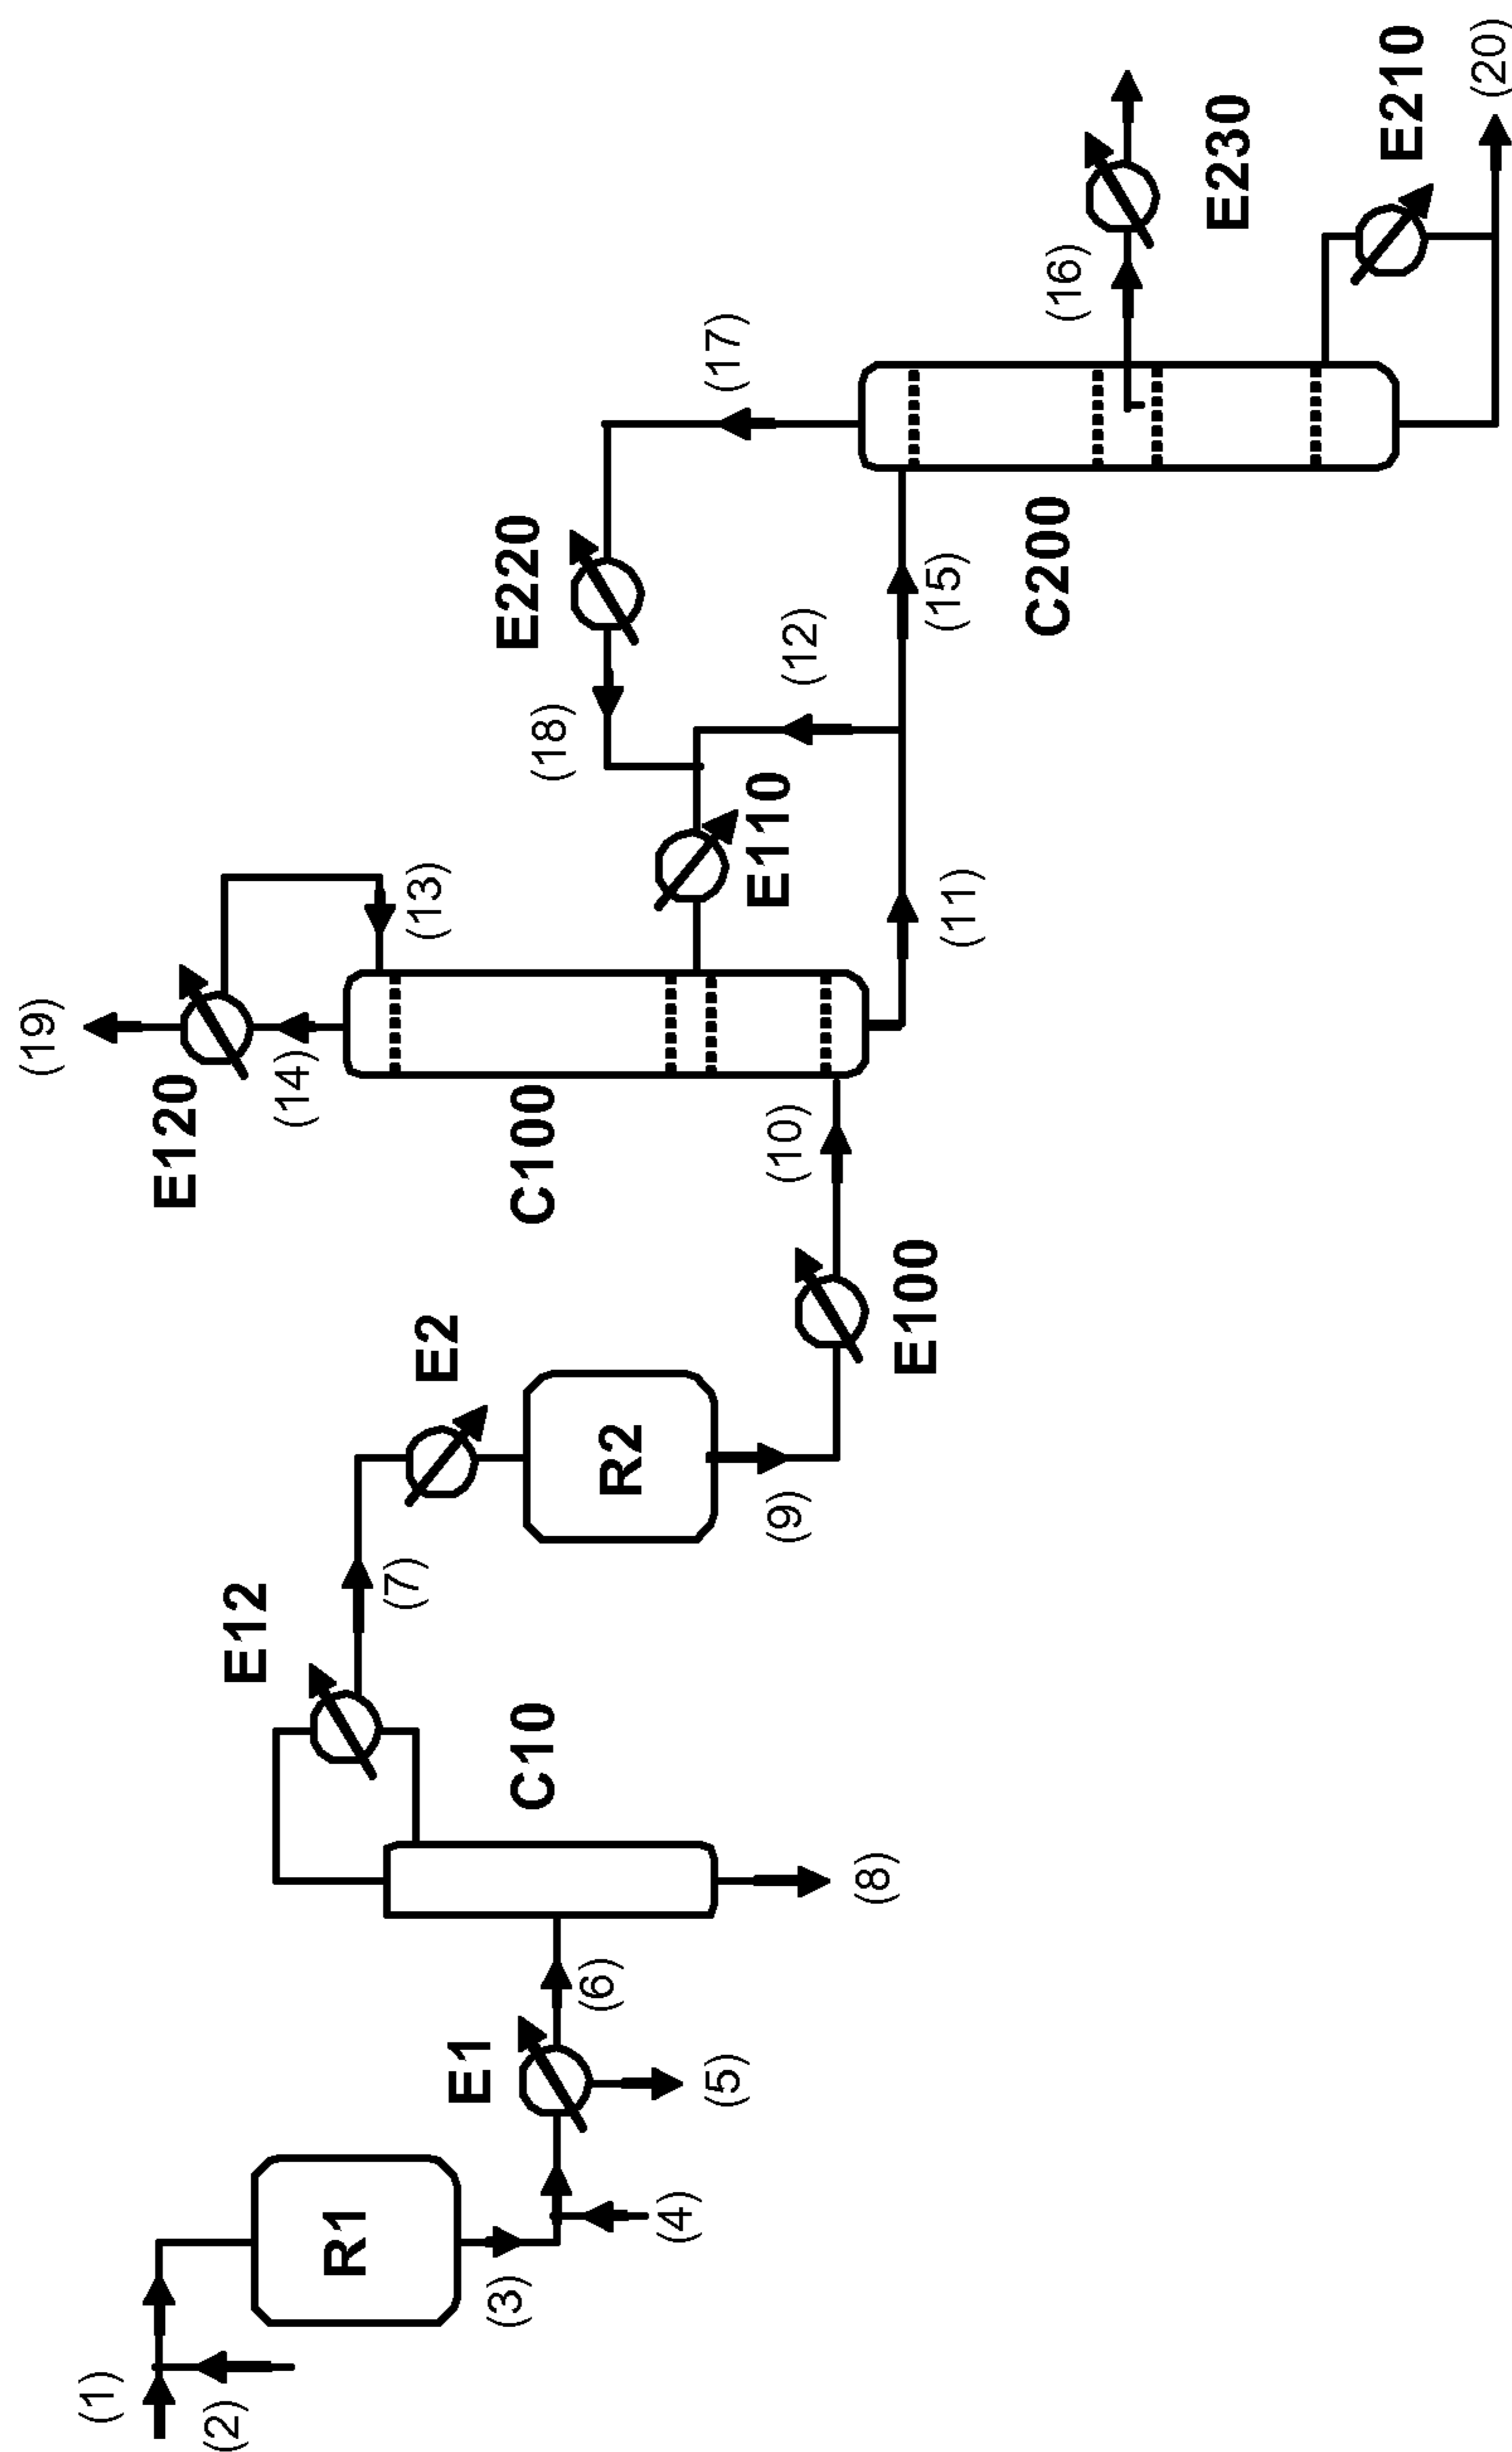 (1)
(2)
R1
(3)
(4)
E1
(5)
(6)
C10
(8)
E12
(7)
E2
R2
(9)
E100
(10)
C100
E120
(14)
(19)
(13)
E110
(11)
(12)
(18)
E220
(15)
C200
(17)
(16)
E230
E210
(20)